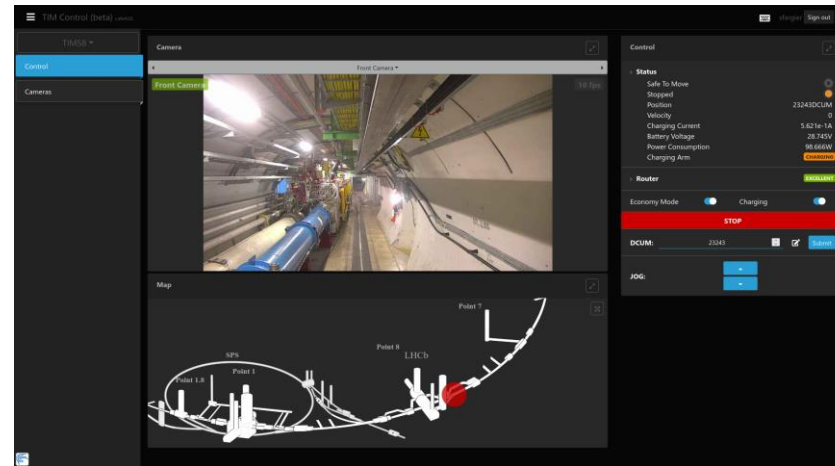 TIM Control (beta)
Sign out
TIMS8
Control
Cameras
Camera
Front Camera
Front Camera
10 fps
Map
Point 7
Point 8
LHCb
SPS
Point 1
Point 1.8
Control
Status
Safe To Move
Stopped
Position 23243DCUM
Velocity 0
Charging Current 5.621e-1A
Battery Voltage 28.745V
Power Consumption 98.666W
Charging Arm CHARGING
Router EXCELLENT
Economy Mode Charging
STOP
DCUM: 23243 Submit
JOG: